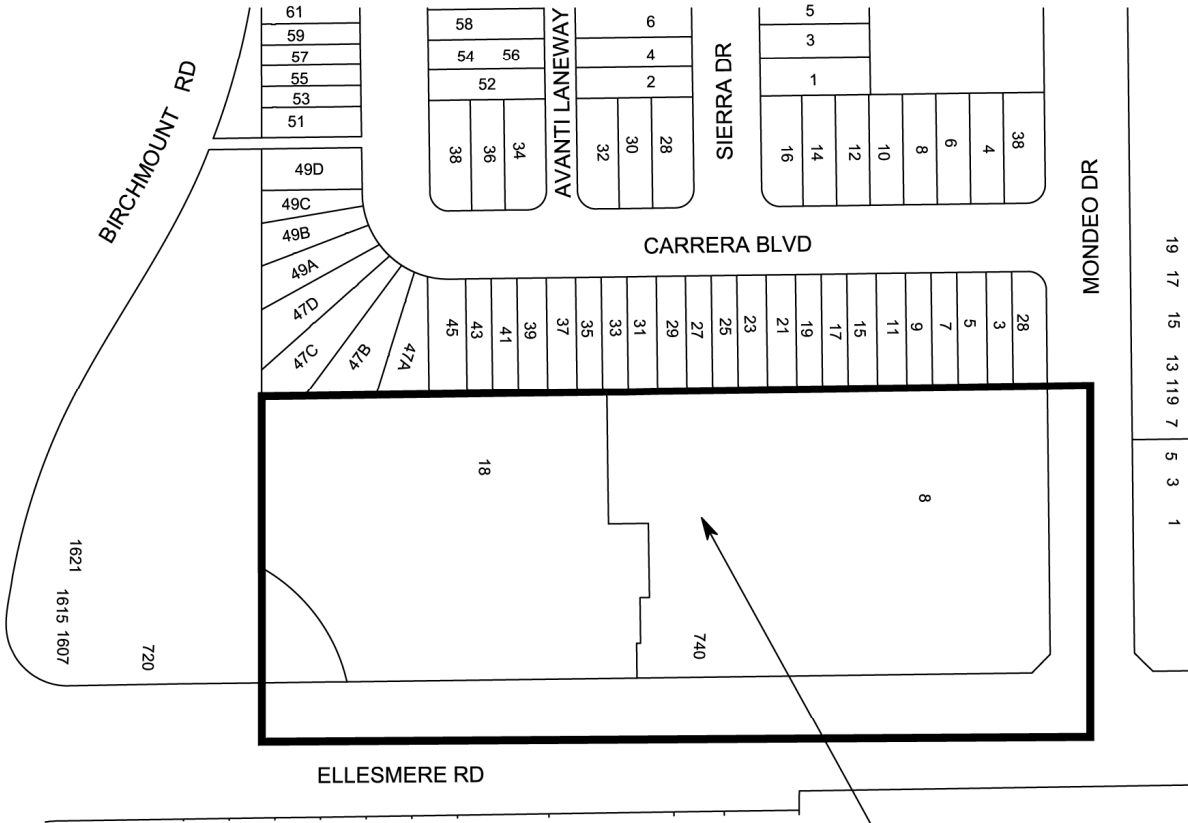 61
59
57
55
53
51
49D
49C
49B
49A
47D
47C
47B
47A
58
54 56
52
38 36 34
AVANTI LANEWAY
6
4
2
32 30 28
SIERRA DR
5
3
1
16 14 12 10 8 6 4 38
BIRCHMOUNT RD
MONDEO DR
CARRERA BLVD
45 43 41 39 37 35 33 31 29 27 25 23 21 19 17 15 11 9 7 5 3 28
19 17 15 13 119 7 5 3 1
18
8
740
1621
1615 1607
720
ELLESMERE RD